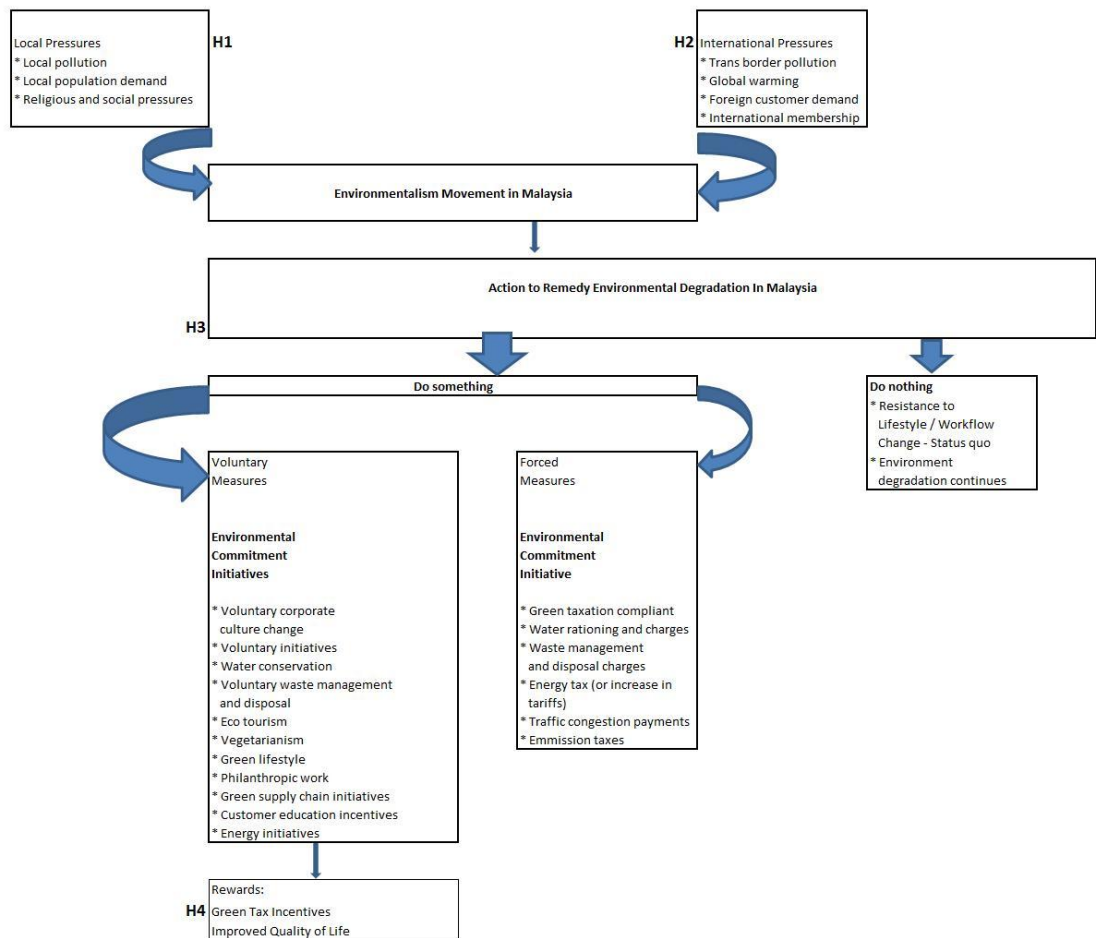 Local Pressures
* Local pollution
* Local population demand
* Religious and social pressures
H1
H2
International Pressures
* Trans border pollution
* Global warming
* Foreign customer demand
* International membership
Environmentalism Movement in Malaysia
Action to Remedy Environmental Degradation In Malaysia
H3
Do something
Do nothing
* Resistance to
Lifestyle / Workflow
Change - Status quo
* Environment
degradation continues
Voluntary
Measures
Environmental
Commitment
Initiatives
* Voluntary corporate
culture change
* Voluntary initiatives
* Water conservation
* Voluntary waste management
and disposal
* Eco tourism
* Vegetarianism
* Green lifestyle
* Philanthropic work
* Green supply chain initiatives
* Customer education incentives
* Energy initiatives
Forced
Measures
Environmental
Commitment
Initiative
* Green taxation compliant
* Water rationing and charges
* Waste management
and disposal charges
* Energy tax (or increase in
tariffs)
* Traffic congestion payments
* Emmission taxes
H4
Rewards:
Green Tax Incentives
Improved Quality of Life